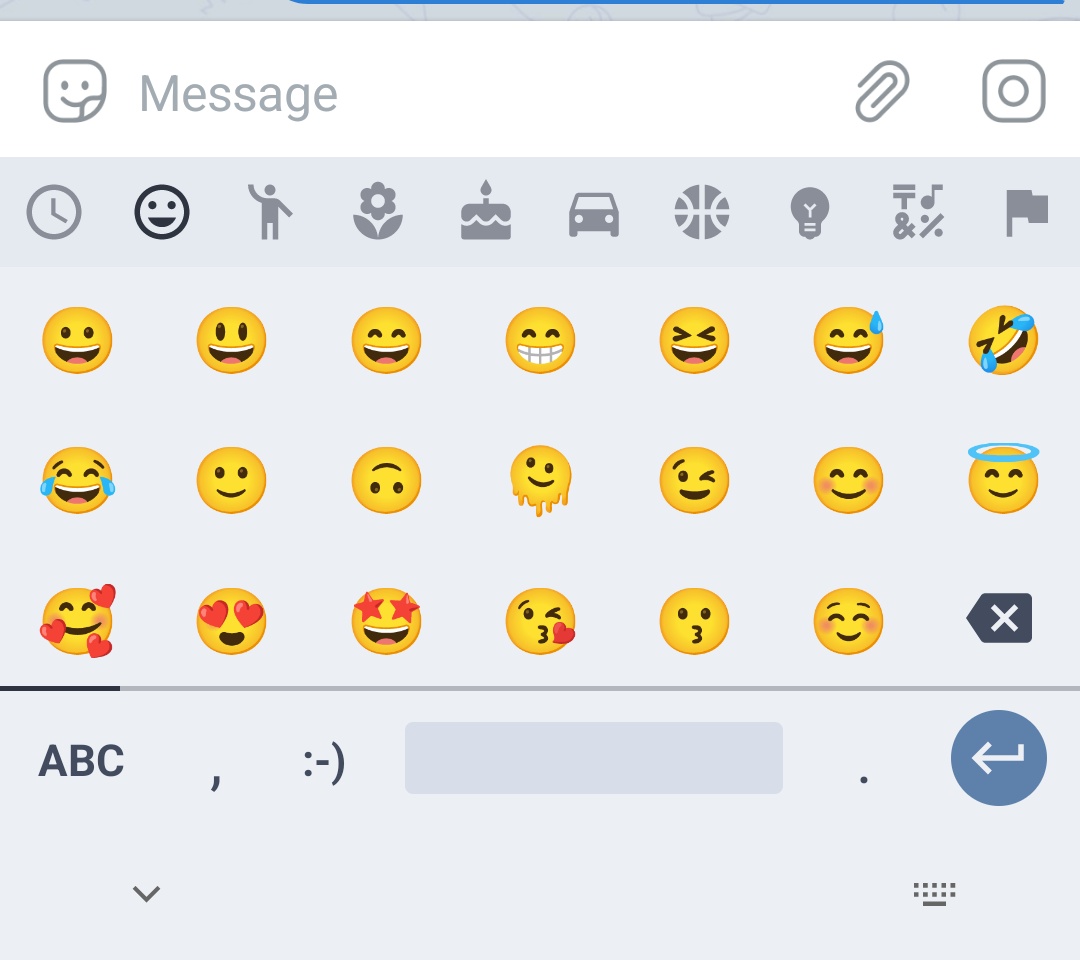 Message
ABC , :-) .